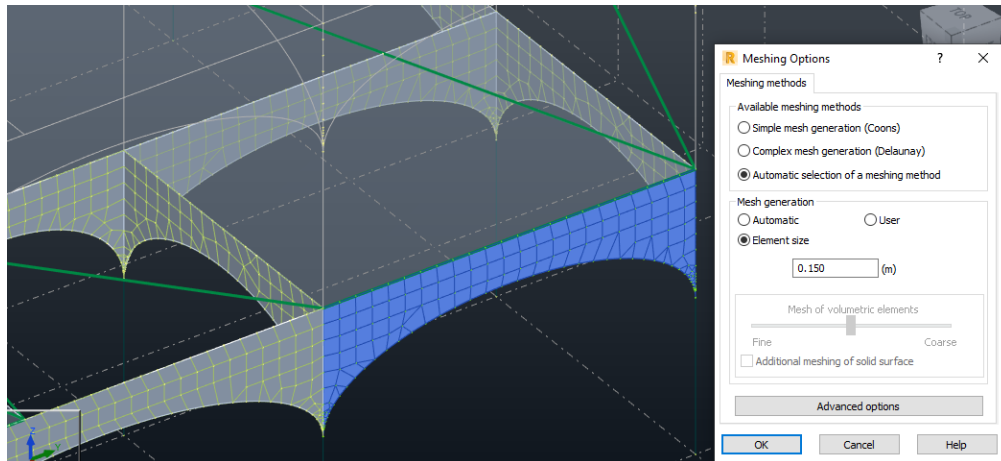 TOP
Meshing Options
?
Meshing methods
Available meshing methods
Simple mesh generation (Coons)
Complex mesh generation (Delaunay)
Automatic selection of a meshing method
Mesh generation
Automatic
User
Element size
0.150 (m)
Mesh of volumetric elements
Fine
Coarse
Additional meshing of solid surface
Advanced options
OK
Cancel
Help
Z
Y